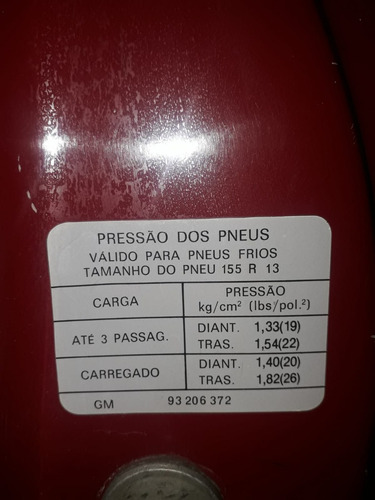 PRESSÃO DOS PNEUS
VÁLIDO PARA PNEUS FRIOS
TAMANHO DO PNEU 155 R 13
CARGA
PRESSÃO
kg/cm² (lbs/pol.²)
ATÉ 3 PASSAG.
DIANT. 1,33(19)
TRAS. 1,54(22)
CARREGADO
DIANT. 1,40(20)
TRAS. 1,82(26)
GM 93 206 372